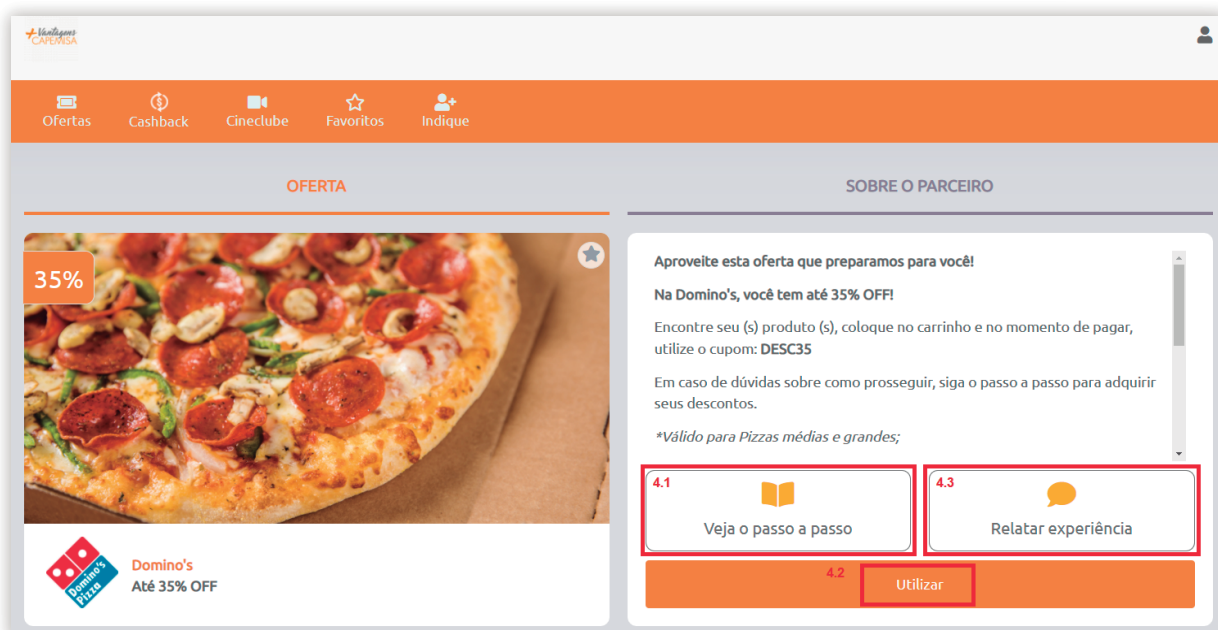 + Vantagens
CAPEMISA
Ofertas
Cashback
Cineclube
Favoritos
Indique
OFERTA
35%
Domino's Pizza
Domino's
Até 35% OFF
SOBRE O PARCEIRO
Aproveite esta oferta que preparamos para você!
Na Domino's, você tem até 35% OFF!
Encontre seu (s) produto (s), coloque no carrinho e no momento de pagar,
utilize o cupom: DESC35
Em caso de dúvidas sobre como prosseguir, siga o passo a passo para adquirir
seus descontos.
*Válido para Pizzas médias e grandes;
4.1
Veja o passo a passo
4.3
Relatar experiência
4.2
Utilizar